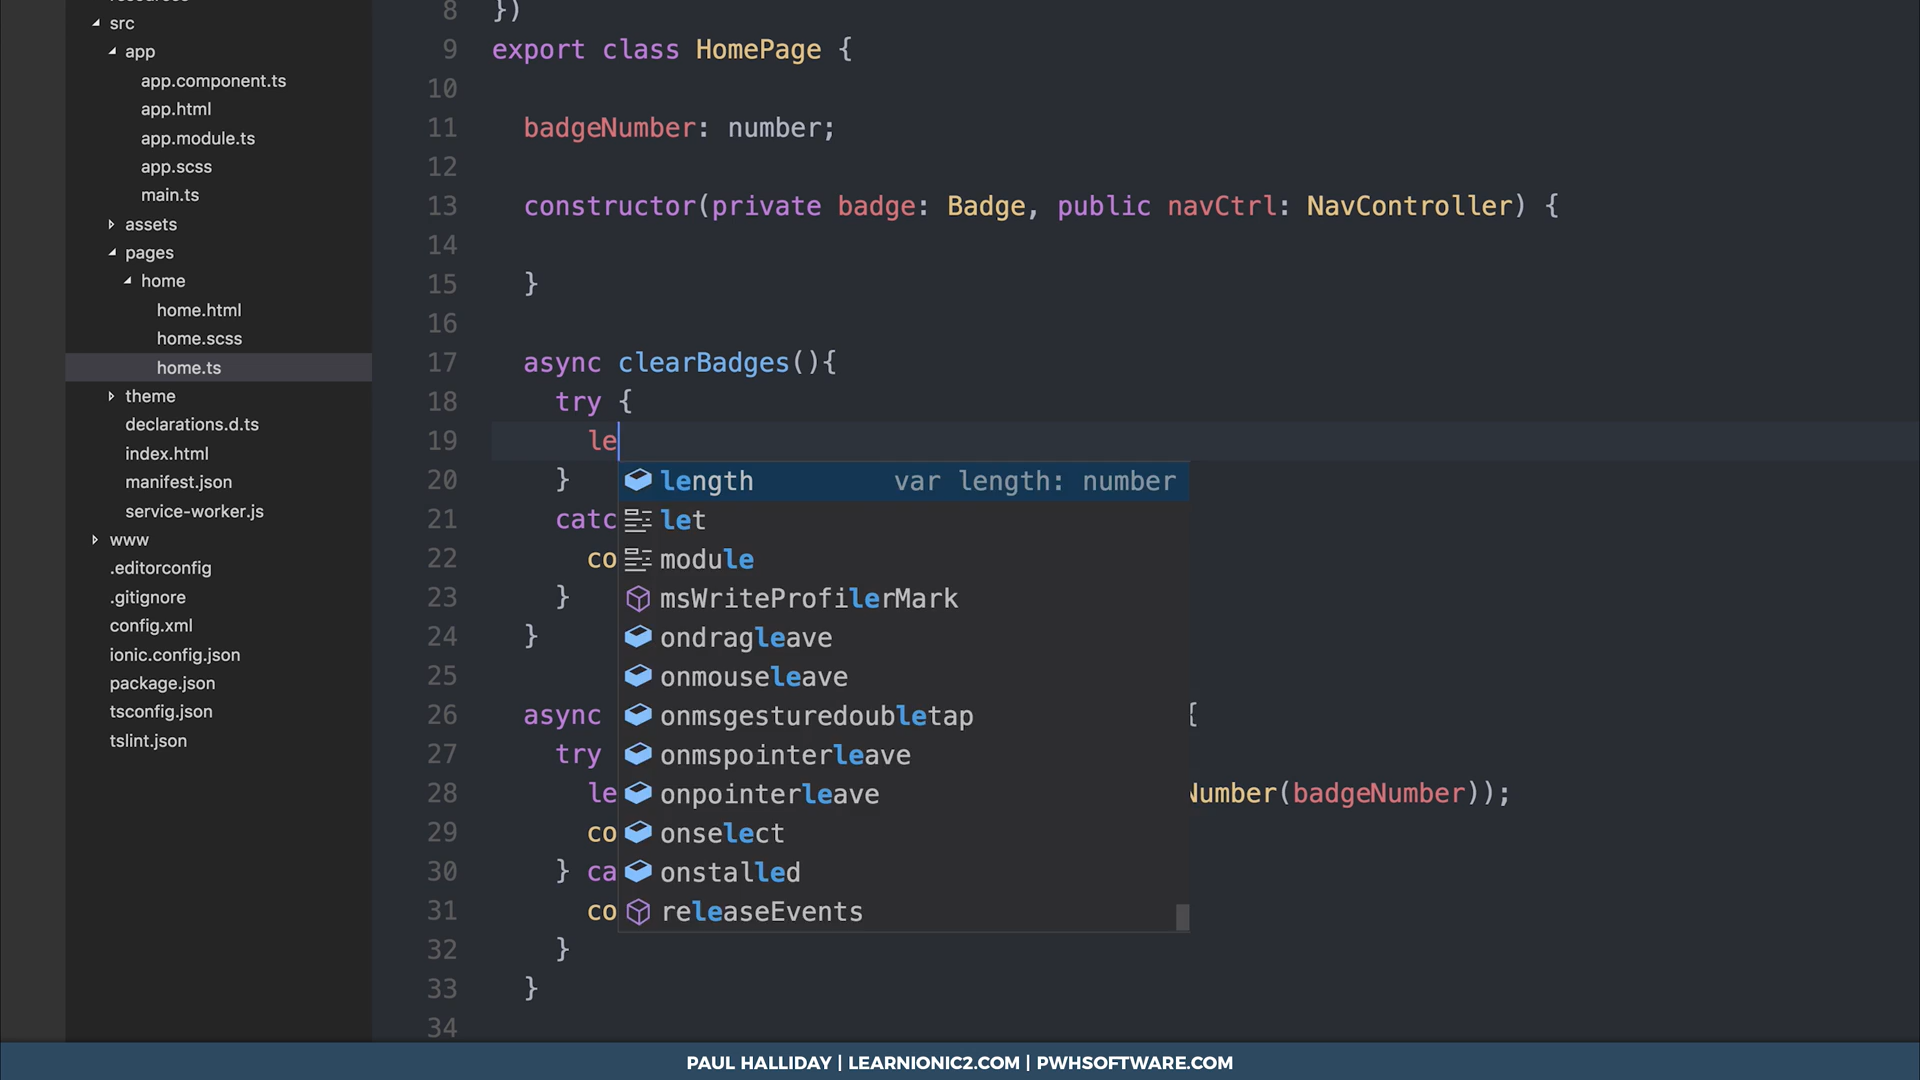 src
app
app.component.ts
app.html
app.module.ts
app.scss
main.ts
assets
pages
home
home.html
home.scss
home.ts
theme
declarations.d.ts
index.html
manifest.json
service-worker.js
www
.editorconfig
.gitignore
config.xml
ionic.config.json
package.json
tsconfig.json
tslint.json
8 })
9 export class HomePage {
10
11 badgeNumber: number;
12
13 constructor(private badge: Badge, public navCtrl: NavController) {
14
15 }
16
17 async clearBadges(){
18 try {
19 le
20 }
21 catc
22 co
23 }
24 }
25
26 async {
27 try
28 le Number(badgeNumber));
29 co
30 } ca
31 co
32 }
33 }
34
length var length: number
let
module
msWriteProfilerMark
ondragleave
onmouseleave
onmsgesturedoubletap
onmspointerleave
onpointerleave
onselect
onstalled
releaseEvents
PAUL HALLIDAY | LEARNIONIC2.COM | PWHSOFTWARE.COM